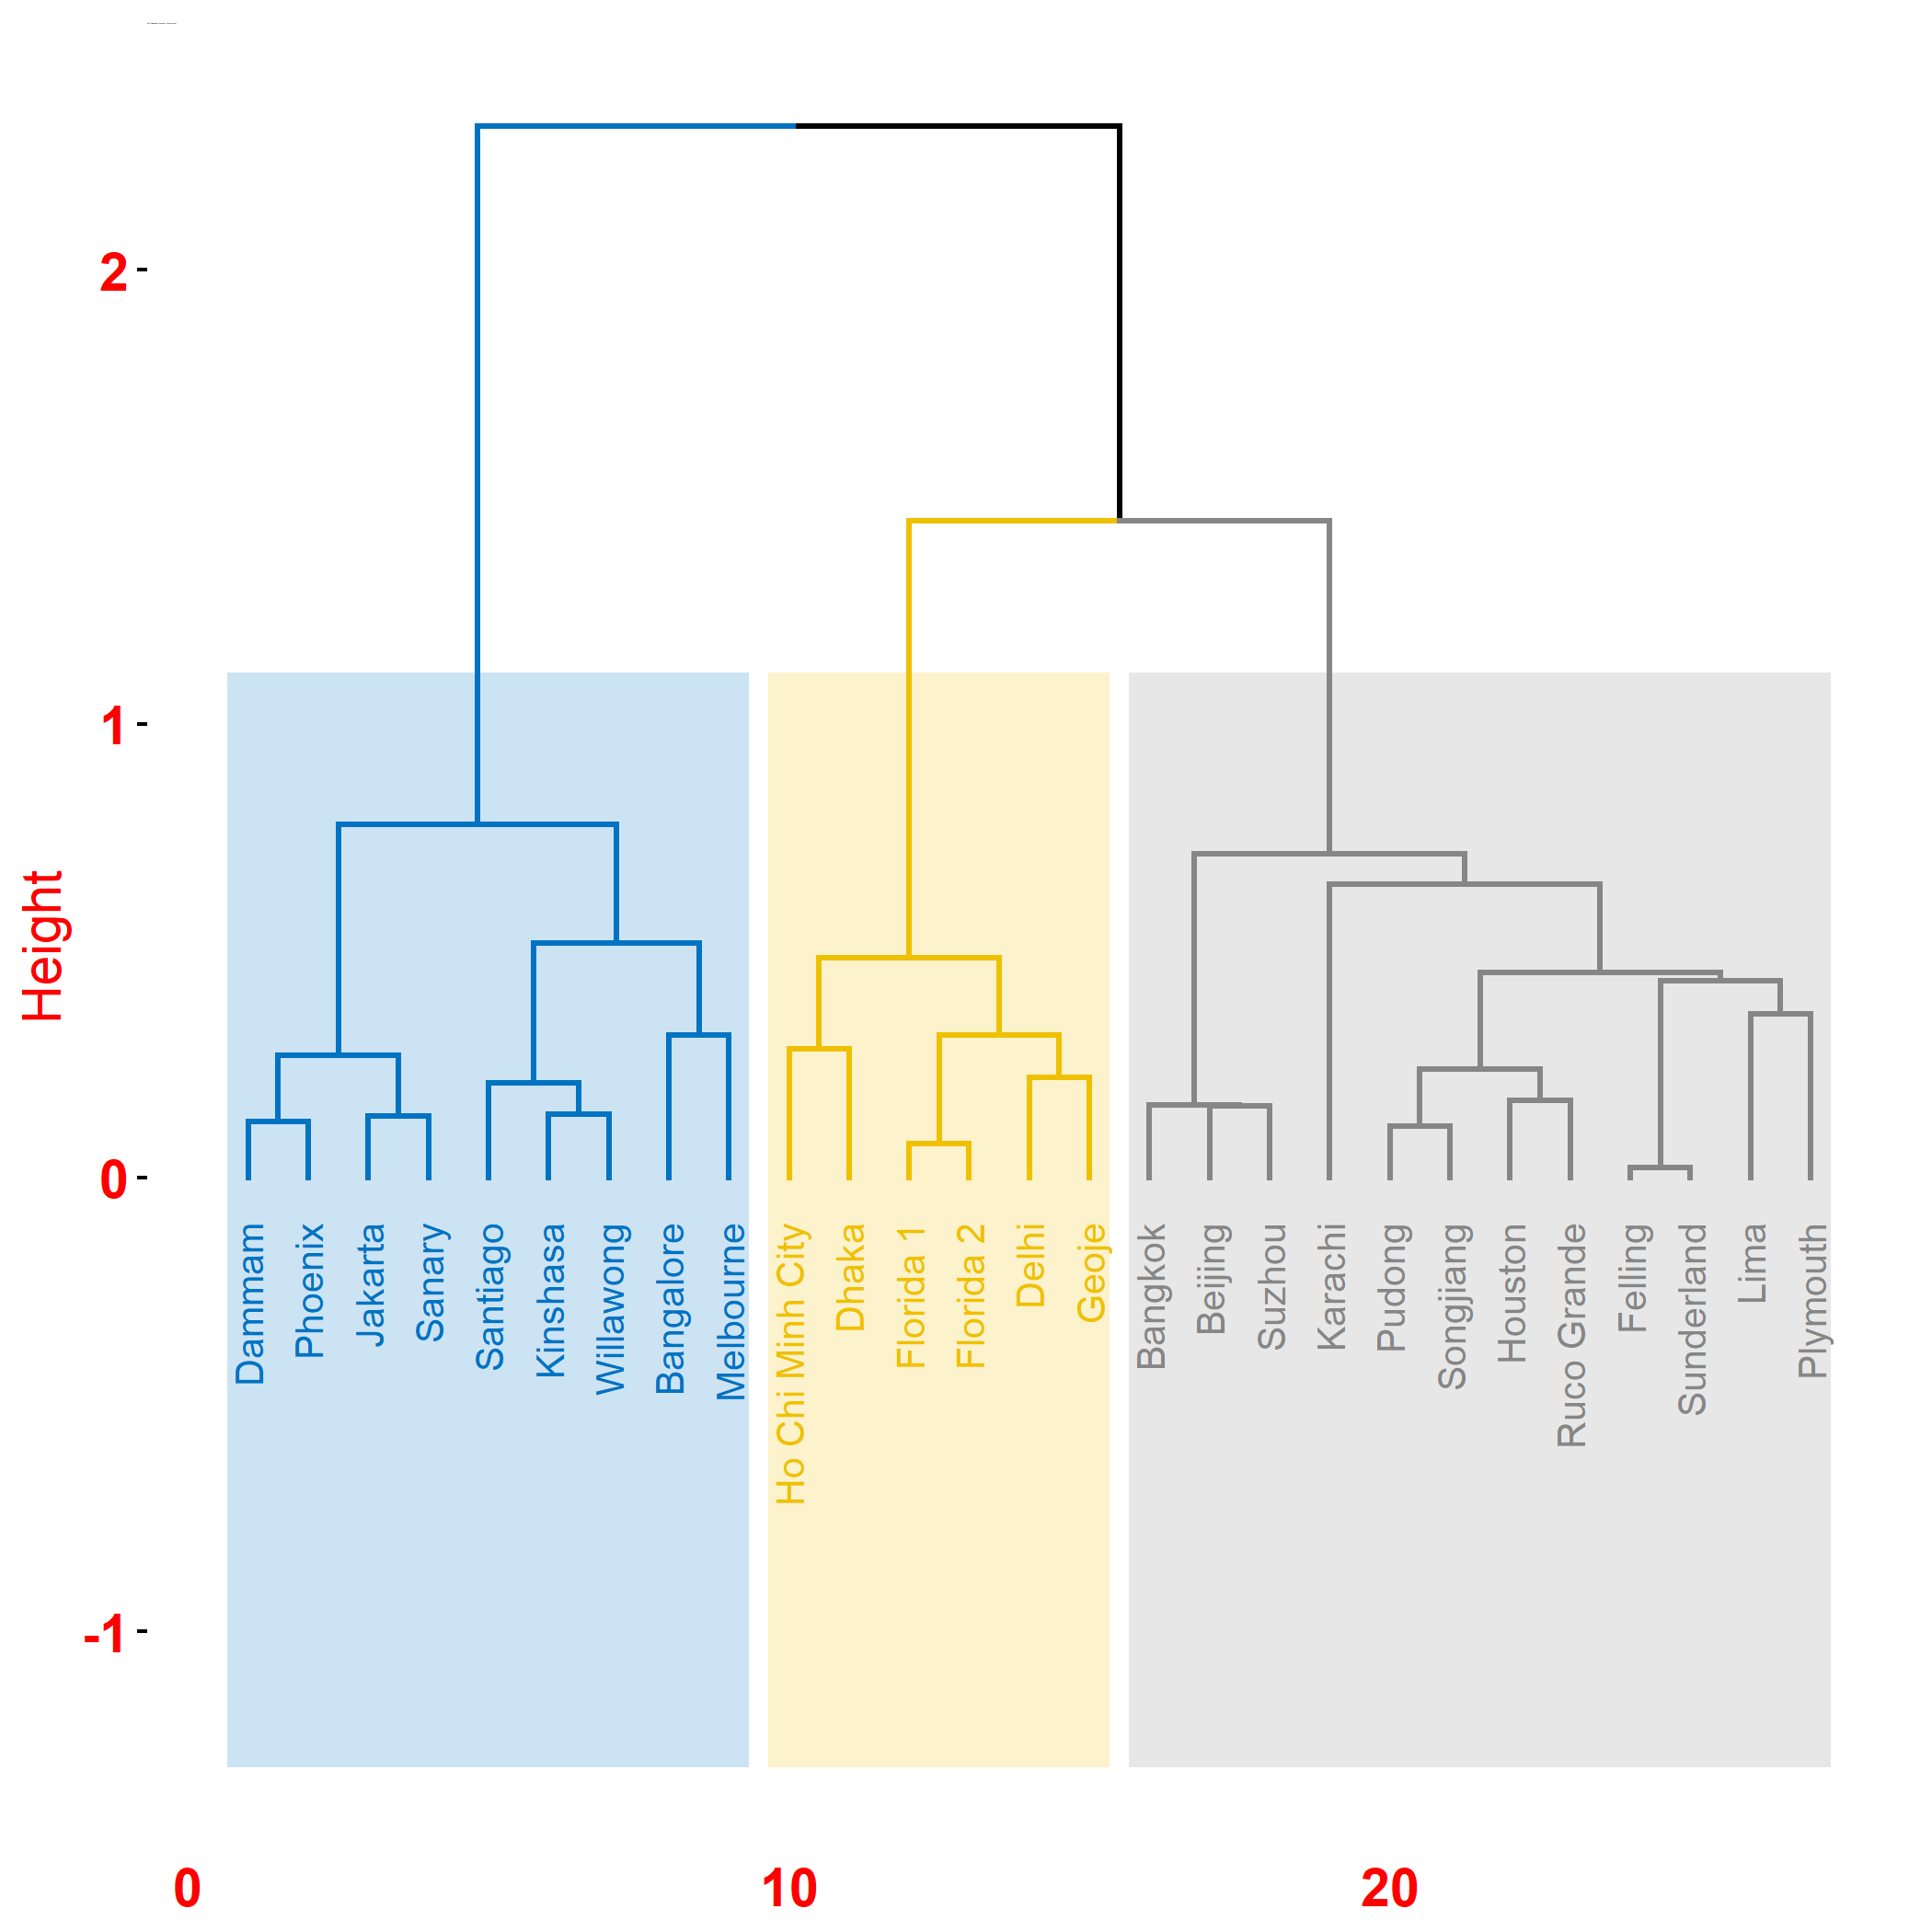 2
1
0
-1
Height
Dammam
Phoenix
Jakarta
Sanary
Santiago
Kinshasa
Willawong
Bangalore
Melbourne
Ho Chi Minh City
Dhaka
Florida 1
Florida 2
Delhi
Geoje
Bangkok
Beijing
Suzhou
Karachi
Pudong
Songjiang
Houston
Ruco Grande
Felling
Sunderland
Lima
Plymouth
0
10
20